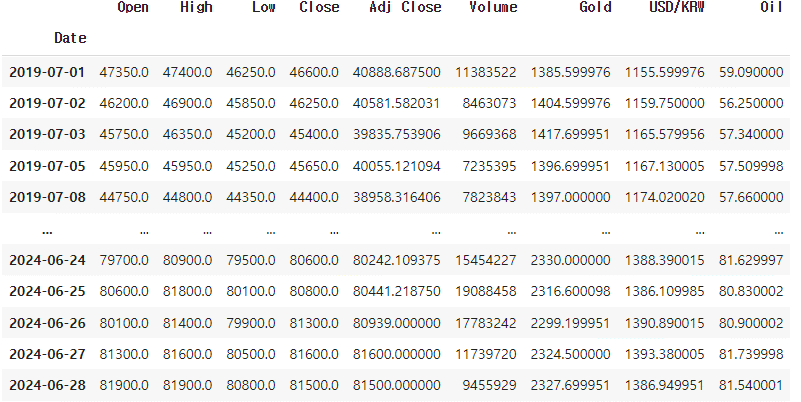 Open High Low Close Adj Close Volume Gold USD/KRW Oil
Date
2019-07-01 47350.0 47400.0 46250.0 46600.0 40888.687500 11383522 1385.599976 1155.599976 59.090000
2019-07-02 46200.0 46900.0 45850.0 46250.0 40581.582031 8463073 1404.599976 1159.750000 56.250000
2019-07-03 45750.0 46350.0 45200.0 45400.0 39835.753906 9669368 1417.699951 1165.579956 57.340000
2019-07-05 45950.0 45950.0 45250.0 45650.0 40055.121094 7235395 1396.699951 1167.130005 57.509998
2019-07-08 44750.0 44800.0 44350.0 44400.0 38958.316406 7823843 1397.000000 1174.020020 57.660000
... ... ... ... ... ... ... ... ... ...
2024-06-24 79700.0 80900.0 79500.0 80600.0 80242.109375 15454227 2330.000000 1388.390015 81.629997
2024-06-25 80600.0 81800.0 80100.0 80800.0 80441.218750 19088458 2316.600098 1386.109985 80.830002
2024-06-26 80100.0 81400.0 79900.0 81300.0 80939.000000 17783242 2299.199951 1390.890015 80.900002
2024-06-27 81300.0 81600.0 80500.0 81600.0 81600.000000 11739720 2324.500000 1393.380005 81.739998
2024-06-28 81900.0 81900.0 80800.0 81500.0 81500.000000 9455929 2327.699951 1386.949951 81.540001